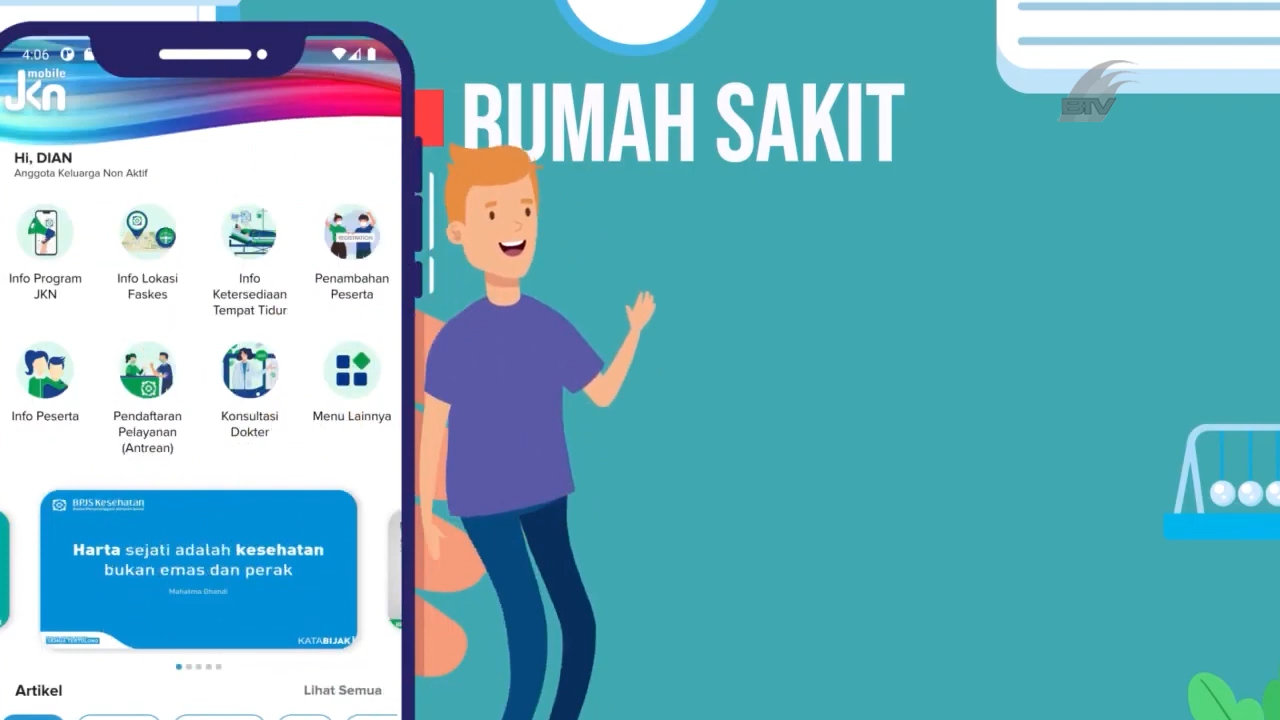 4:06
mobile
JKN
RUMAH SAKIT
BTV
Hi, DIAN
Anggota Keluarga Non Aktif
Info Program
JKN
Info Lokasi
Faskes
Info
Ketersediaan
Tempat Tidur
REGISTRATION
Penambahan
Peserta
Info Peserta
Pendaftaran
Pelayanan
(Antrean)
Konsultasi
Dokter
Menu Lainnya
BPJS Kesehatan
Harta sejati adalah kesehatan
bukan emas dan perak
Mahatma Ghandi
KATABIJAK
Artikel
Lihat Semua